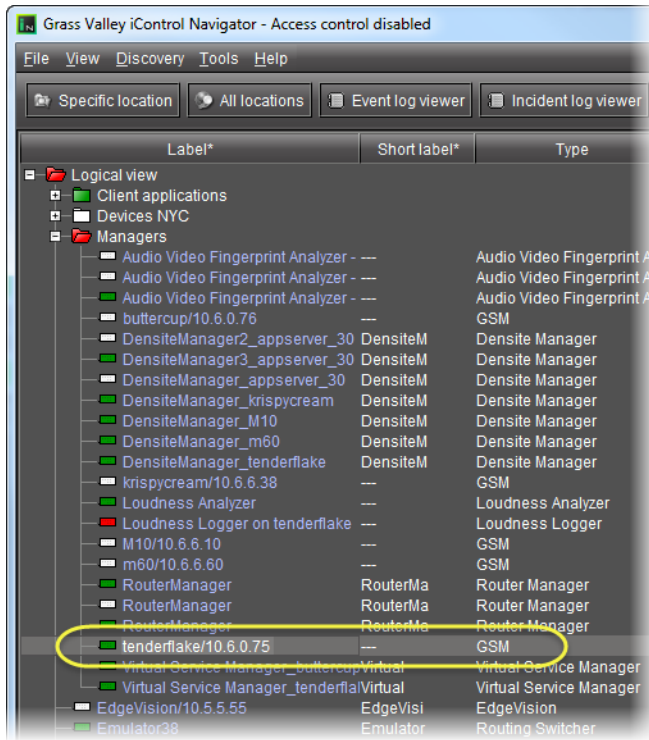 Grass Valley iControl Navigator - Access control disabled
File View Discovery Tools Help
Specific location All locations Event log viewer Incident log viewer
Label* Short label* Type
Logical view
Client applications
Devices NYC
Managers
Audio Video Fingerprint Analyzer - --- Audio Video Fingerprint A
Audio Video Fingerprint Analyzer - --- Audio Video Fingerprint A
Audio Video Fingerprint Analyzer - --- Audio Video Fingerprint A
buttercup/10.6.0.76 --- GSM
DensiteManager2_appserver_30 DensiteM Densite Manager
DensiteManager3_appserver_30 DensiteM Densite Manager
DensiteManager_appserver_30 DensiteM Densite Manager
DensiteManager_krispycream DensiteM Densite Manager
DensiteManager_M10 DensiteM Densite Manager
DensiteManager_m60 DensiteM Densite Manager
DensiteManager_tenderflake DensiteM Densite Manager
krispycream/10.6.6.38 --- GSM
Loudness Analyzer --- Loudness Analyzer
Loudness Logger on tenderflake --- Loudness Logger
M10/10.6.6.10 --- GSM
m60/10.6.6.60 --- GSM
RouterManager RouterMa Router Manager
RouterManager RouterMa Router Manager
RouterManager RouterMa Router Manager
tenderflake/10.6.0.75 --- GSM
Virtual Service Manager_buttercup Virtual Virtual Service Manager
Virtual Service Manager_tenderfla Virtual Virtual Service Manager
EdgeVision/10.5.5.55 EdgeVisi EdgeVision
Emulator38 Emulator Routing Switcher